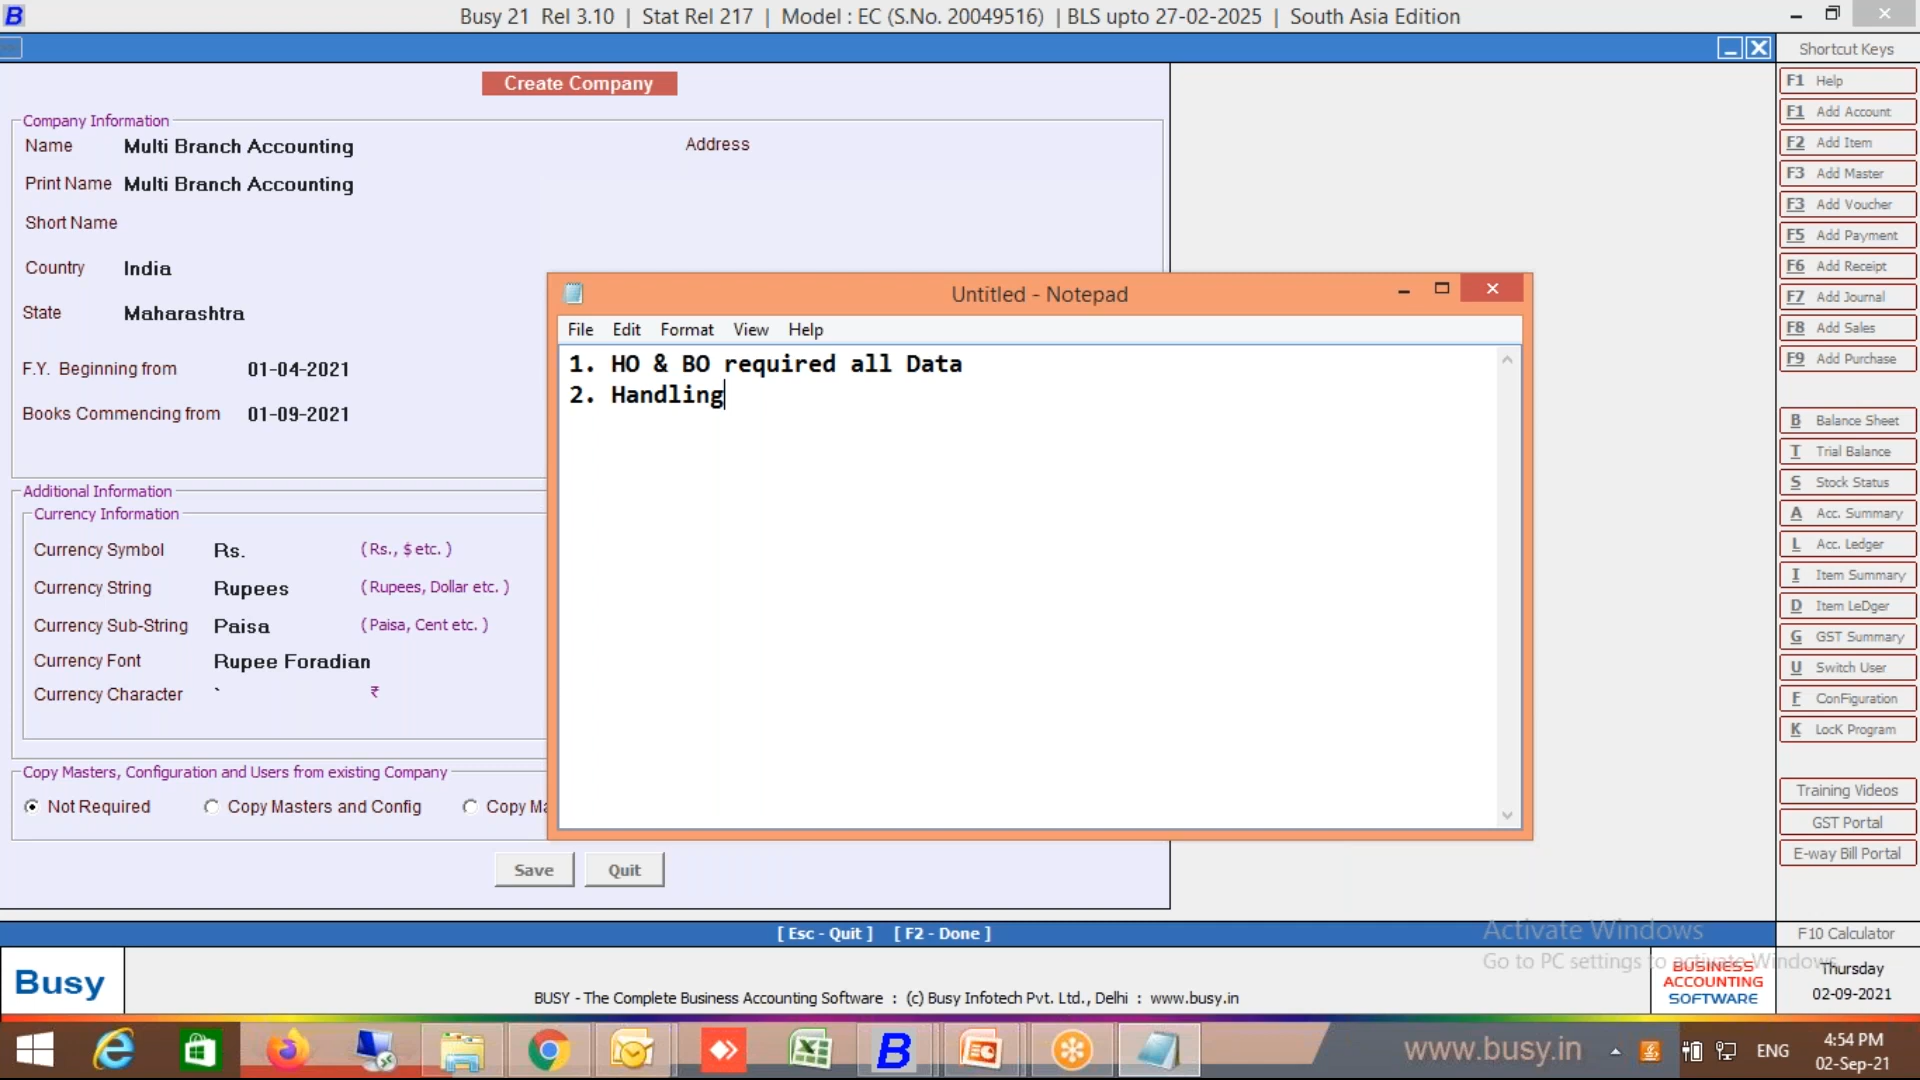 B Busy 21 Rel 3.10 | Stat Rel 217 | Model : EC (S.No. 20049516) | BLS upto 27-02-2025 | South Asia Edition
Create Company
Company Information
Name Multi Branch Accounting
Address
Print Name Multi Branch Accounting
Short Name
Country India
State Maharashtra
F.Y. Beginning from 01-04-2021
Books Commencing from 01-09-2021
Additional Information
Currency Information
Currency Symbol Rs. ( Rs., $ etc. )
Currency String Rupees ( Rupees, Dollar etc. )
Currency Sub-String Paisa ( Paisa, Cent etc. )
Currency Font Rupee Foradian
Currency Character ` ₹
Copy Masters, Configuration and Users from existing Company
Not Required Copy Masters and Config Copy Ma
Save Quit
Untitled - Notepad
File Edit Format View Help
1. HO & BO required all Data
2. Handling
Shortcut Keys
F1 Help
F1 Add Account
F2 Add Item
F3 Add Master
F3 Add Voucher
F5 Add Payment
F6 Add Receipt
F7 Add Journal
F8 Add Sales
F9 Add Purchase
B Balance Sheet
T Trial Balance
S Stock Status
A Acc. Summary
L Acc. Ledger
I Item Summary
D Item LeDger
G GST Summary
U Switch User
F ConFiguration
K LocK Program
Training Videos
GST Portal
E-way Bill Portal
[ Esc - Quit ] [ F2 - Done ]
Activate Windows
Go to PC settings to activate Windows.
F10 Calculator
Busy
BUSY - The Complete Business Accounting Software : (c) Busy Infotech Pvt. Ltd., Delhi : www.busy.in
BUSINESS
ACCOUNTING
SOFTWARE
Thursday
02-09-2021
B
www.busy.in
ENG
4:54 PM
02-Sep-21